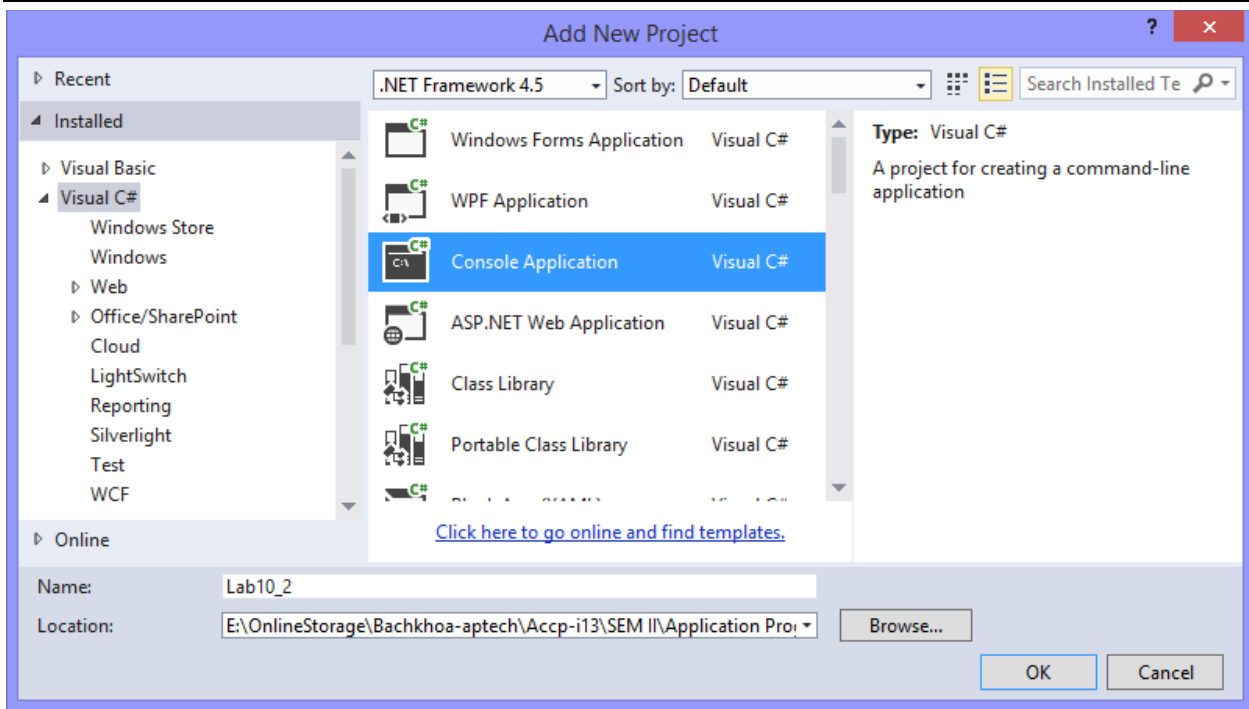 Add New Project
?
Recent
Installed
Visual Basic
Visual C#
Windows Store
Windows
Web
Office/SharePoint
Cloud
LightSwitch
Reporting
Silverlight
Test
WCF
Online
.NET Framework 4.5 Sort by: Default
Search Installed Te
C# Windows Forms Application Visual C#
C# WPF Application Visual C#
C# C:\ Console Application Visual C#
C# ASP.NET Web Application Visual C#
C# Class Library Visual C#
C# Portable Class Library Visual C#
C#
Click here to go online and find templates.
Type: Visual C#
A project for creating a command-line
application
Name: Lab10_2
Location: E:\OnlineStorage\Bachkhoa-aptech\Accp-i13\SEM II\Application
Browse...
OK Cancel